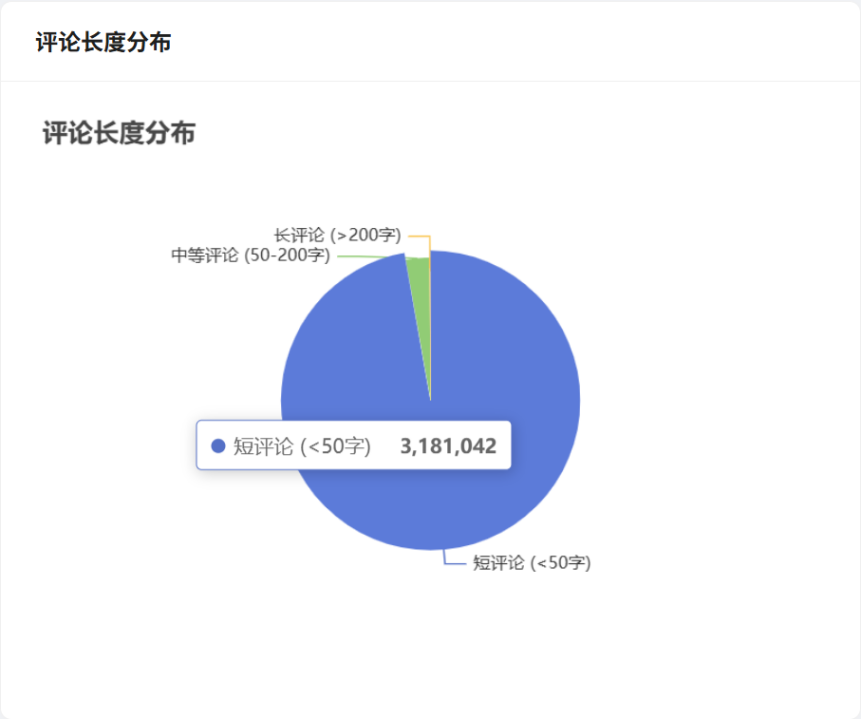 评论长度分布
评论长度分布
长评论 (>200字)
中等评论 (50-200字)
短评论 (<50字) 3,181,042
短评论 (<50字)